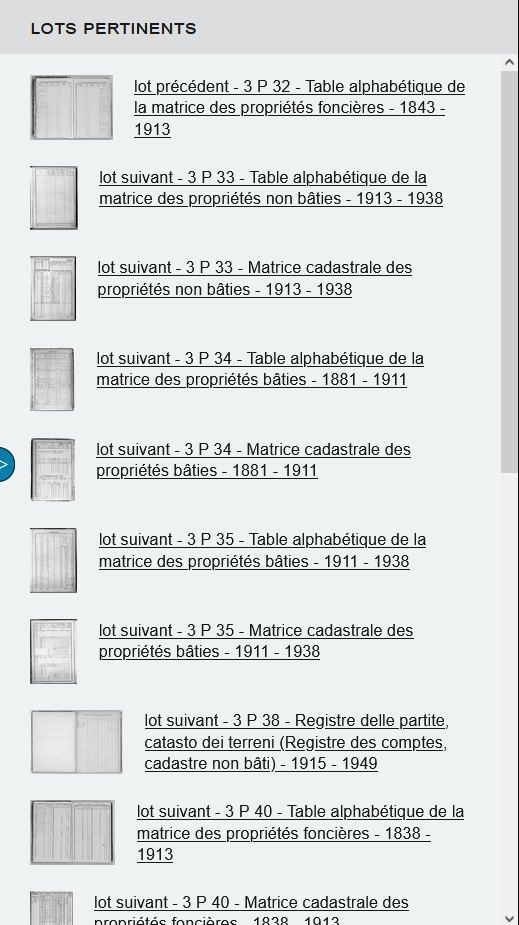 LOTS PERTINENTS
lot précédent - 3 P 32 - Table alphabétique de
la matrice des propriétés foncières - 1843 -
1913
lot suivant - 3 P 33 - Table alphabétique de la
matrice des propriétés non bâties - 1913 - 1938
lot suivant - 3 P 33 - Matrice cadastrale des
propriétés non bâties - 1913 - 1938
lot suivant - 3 P 34 - Table alphabétique de la
matrice des propriétés bâties - 1881 - 1911
lot suivant - 3 P 34 - Matrice cadastrale des
propriétés bâties - 1881 - 1911
lot suivant - 3 P 35 - Table alphabétique de la
matrice des propriétés bâties - 1911 - 1938
lot suivant - 3 P 35 - Matrice cadastrale des
propriétés bâties - 1911 - 1938
lot suivant - 3 P 38 - Registre delle partite,
catasto dei terreni (Registre des comptes,
cadastre non bâti) - 1915 - 1949
lot suivant - 3 P 40 - Table alphabétique de la
matrice des propriétés foncières - 1838 -
1913
lot suivant - 3 P 40 - Matrice cadastrale des
propriétés foncières - 1838 - 1913